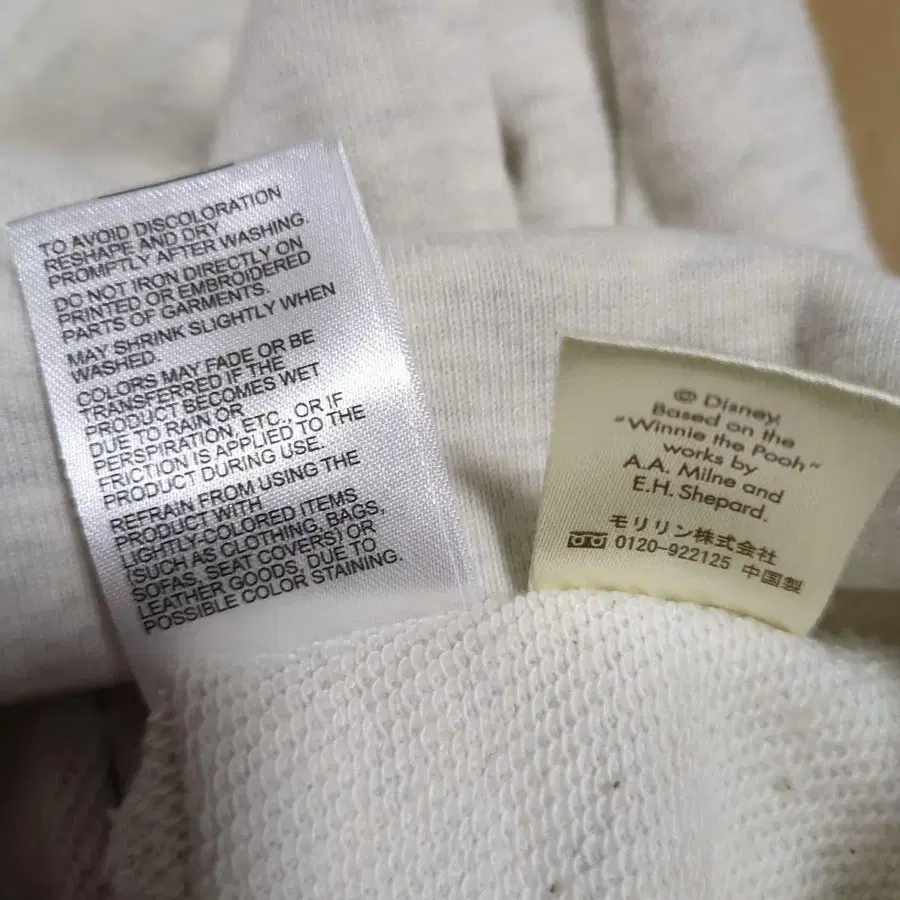 TO AVOID DISCOLORATION
RESHAPE AND DRY
PROMPTLY AFTER WASHING.
DO NOT IRON DIRECTLY ON
PRINTED OR EMBROIDERED
PARTS OF GARMENTS.
MAY SHRINK SLIGHTLY WHEN
WASHED.
COLORS MAY FADE OR BE
TRANSFERRED IF THE
PRODUCT BECOMES WET
DUE TO RAIN OR
PERSPIRATION, ETC., OR IF
FRICTION IS APPLIED TO THE
PRODUCT DURING USE.
REFRAIN FROM USING THE
PRODUCT WITH
LIGHTLY-COLORED ITEMS
(SUCH AS CLOTHING, BAGS,
SOFAS, SEAT COVERS) OR
LEATHER GOODS, DUE TO
POSSIBLE COLOR STAINING.
© Disney.
Based on the
"Winnie the Pooh"
works by
A.A. Milne and
E.H. Shepard.
モリリン株式会社
0120-922125 中国製